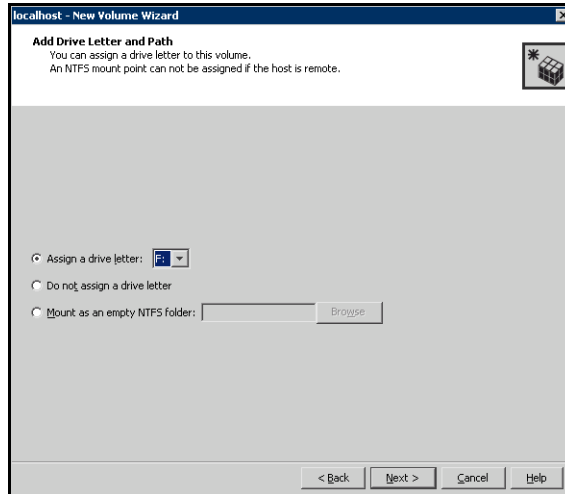 localhost - New Volume Wizard
Add Drive Letter and Path
You can assign a drive letter to this volume.
An NTFS mount point can not be assigned if the host is remote.
Assign a drive letter: F:
Do not assign a drive letter
Mount as an empty NTFS folder: Browse
< Back Next > Cancel Help